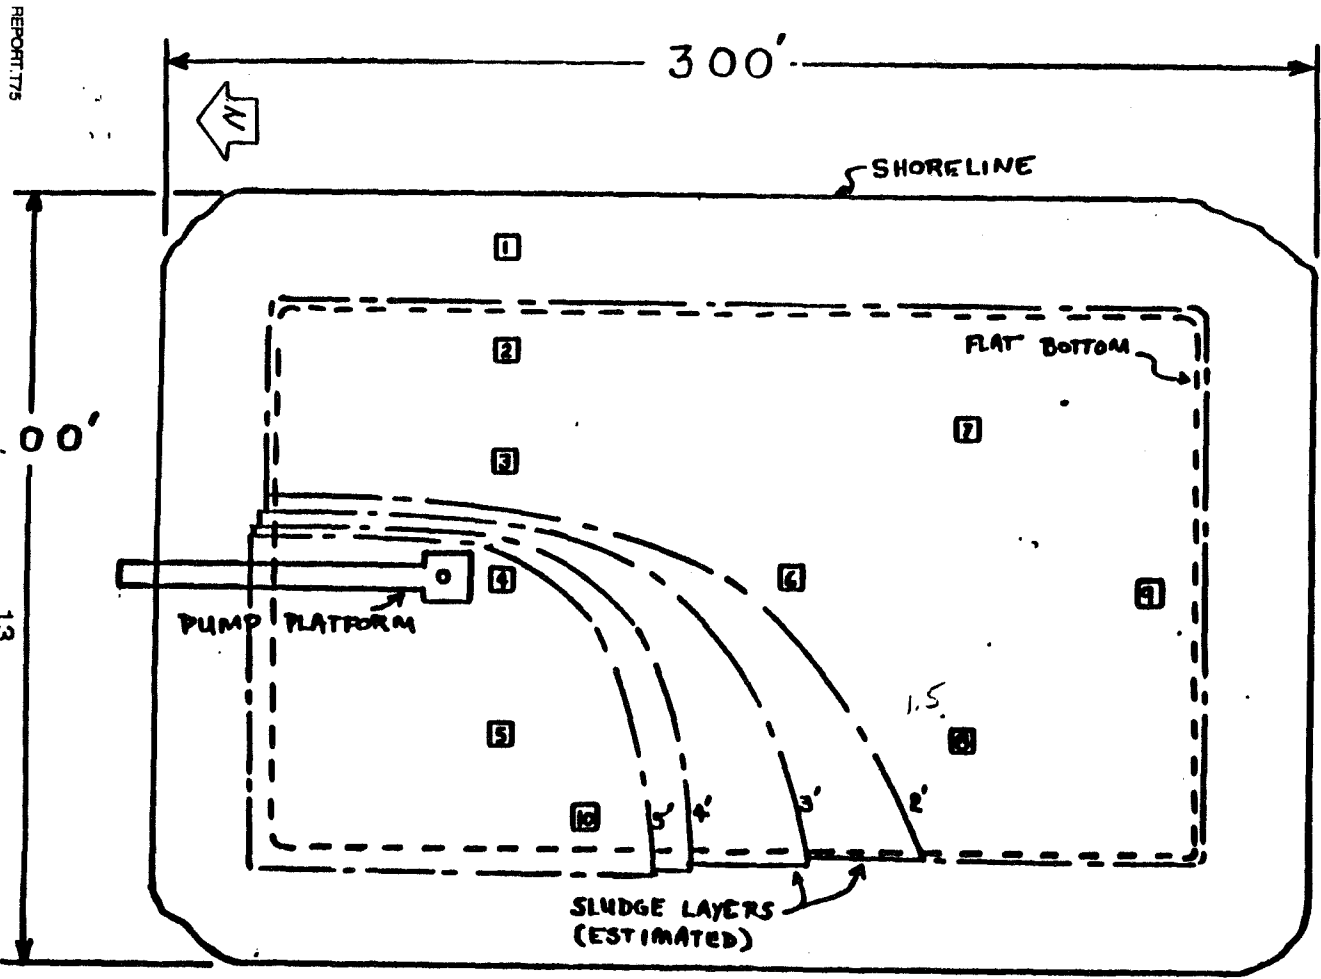 REPORT.T75
300'
N
SHORELINE
1
2
FLAT BOTTOM
00'
7
3
4
6
9
PUMP PLATFORM
13
1.5
5
8
10
5'
4'
3'
2'
SLUDGE LAYERS
(ESTIMATED)